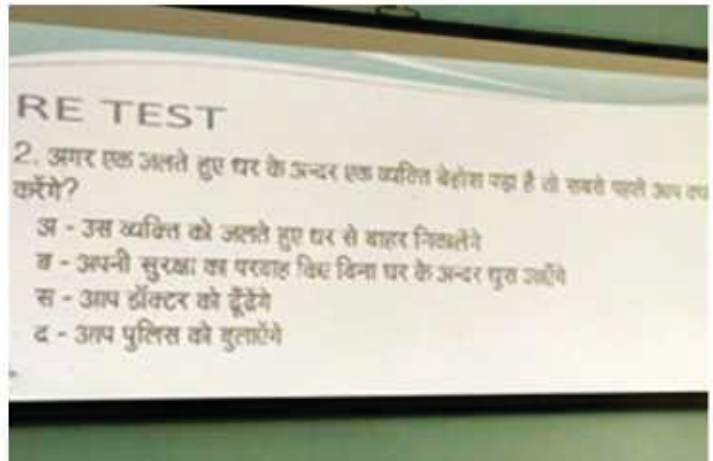 RE TEST
2. अगर एक जलते हुए घर के अन्दर एक व्यक्ति बेहोश पड़ा है तो सबसे पहले आप क्या
करेंगे?
अ - उस व्यक्ति को जलते हुए घर से बाहर निकालेंगे
ब - अपनी सुरक्षा का परवाह किए बिना घर के अन्दर घुस जाएँगे
स - आप डॉक्टर को ढूँढेंगे
द - आप पुलिस को बुलाएंगे